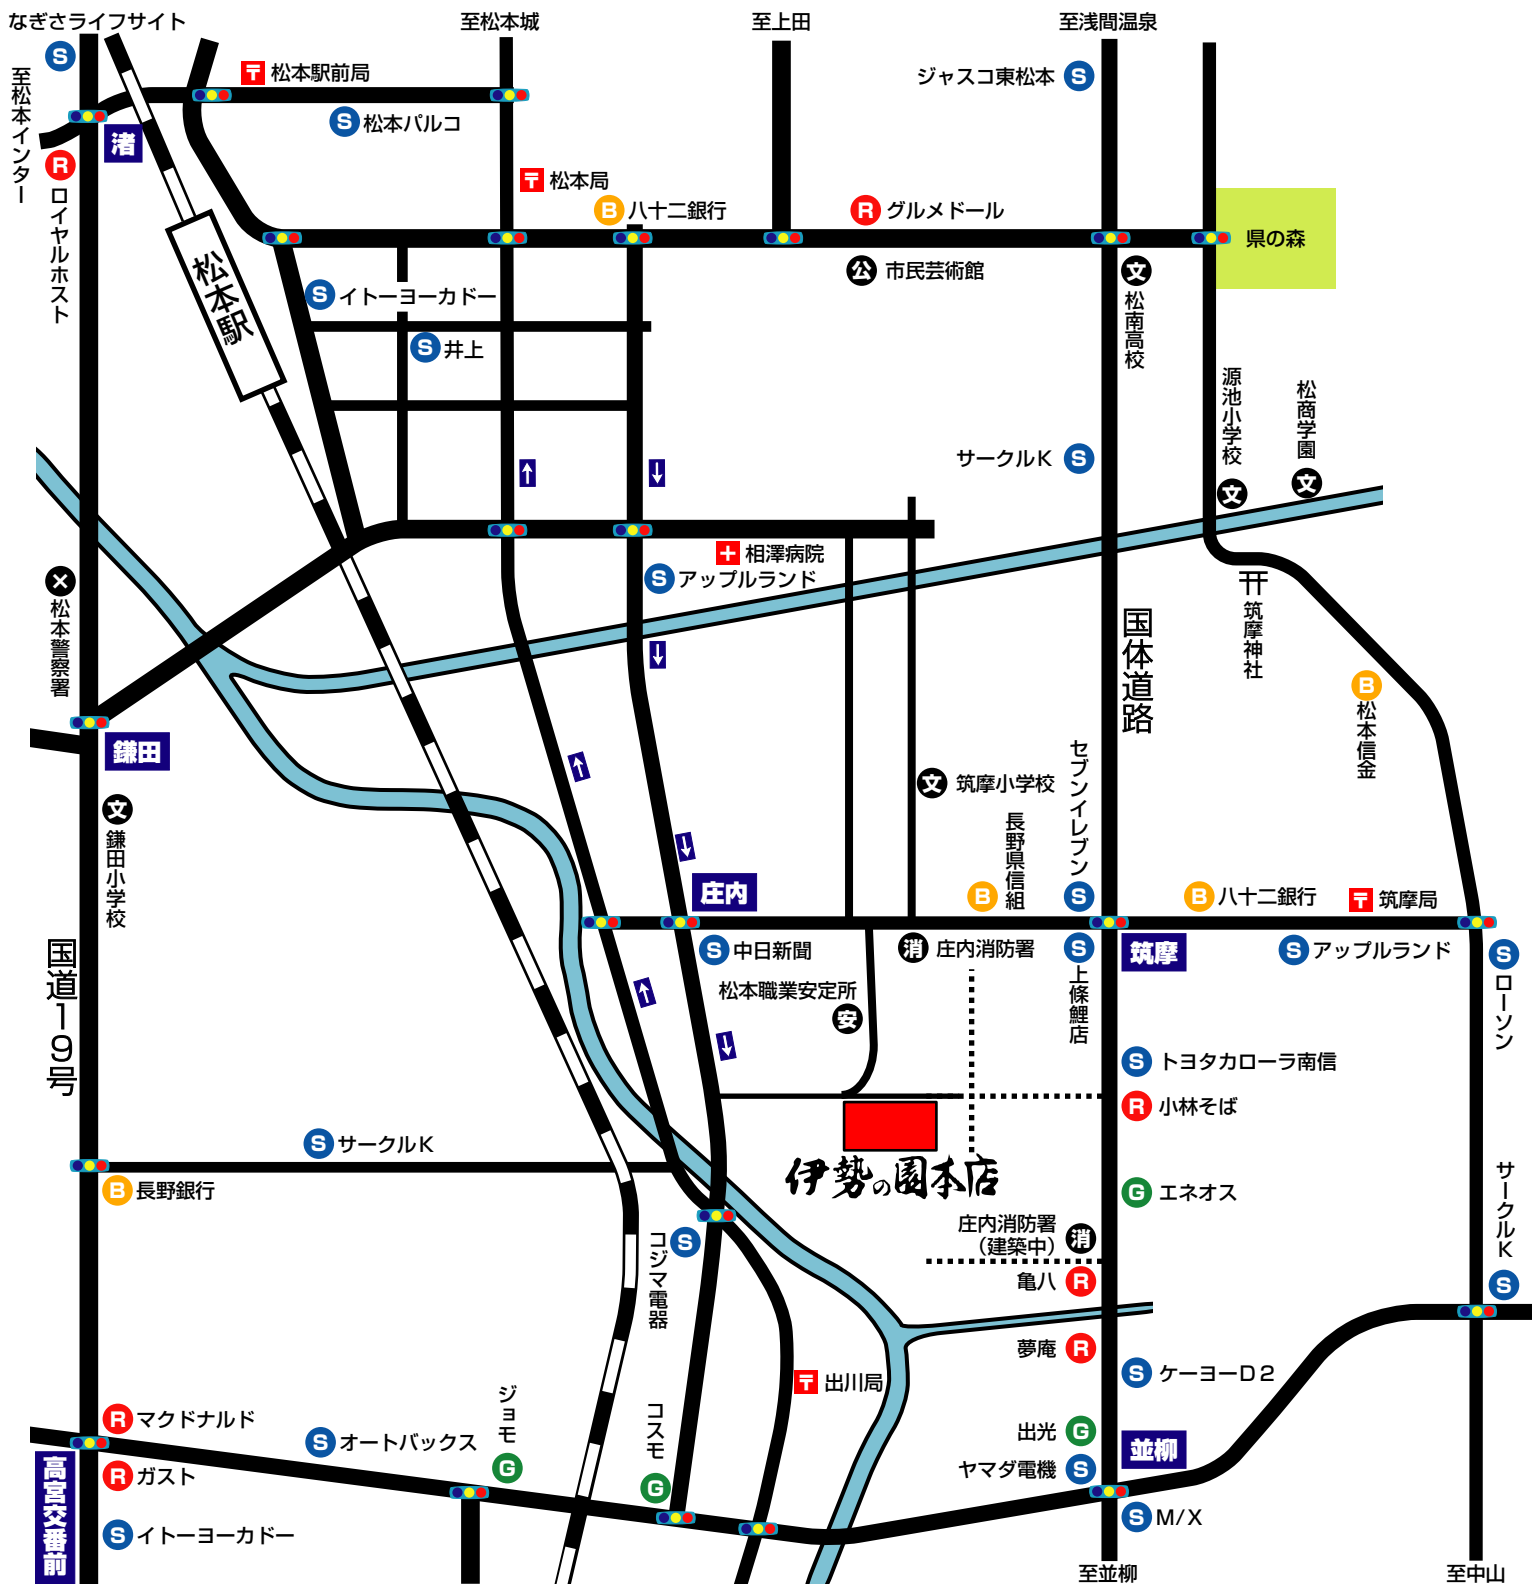 なぎさライフサイト
至松本城
至上田
至浅間温泉
S
至松本インター
〒 松本駅前局
ジャスコ東松本 S
S 松本パルコ
渚
R
ロイヤルホスト
〒 松本局
B 八十二銀行
R グルメドール
県の森
公 市民芸術館
文
松南高校
松本駅
S イトーヨーカドー
S 井上
源池小学校
文
松商学園
文
サークルK S
↑
↓
相澤病院
S アップルランド
松本警察署
筑摩神社
国体道路
↓
B
松本信金
鎌田
セブンイレブン
S
↑
文 筑摩小学校
文
鎌田小学校
長野県信組
B
↓
庄内
B 八十二銀行
〒 筑摩局
国道19号
S 中日新聞
消 庄内消防署
S
上條鯉店
筑摩
S アップルランド
S
ローソン
↑
松本職業安定所
安
↓
S トヨタカローラ南信
R 小林そば
S サークルK
B 長野銀行
伊勢の園本店
G エネオス
サークルK
S
庄内消防署
（建築中）
消
S
コジマ電器
亀八 R
夢庵 R
S ケーヨーD2
〒 出川局
R マクドナルド
S オートバックス
ジョモ
G
コスモ
G
出光 G
並柳
高宮交番前
R ガスト
ヤマダ電機 S
S M/X
S イトーヨーカドー
至並柳
至中山